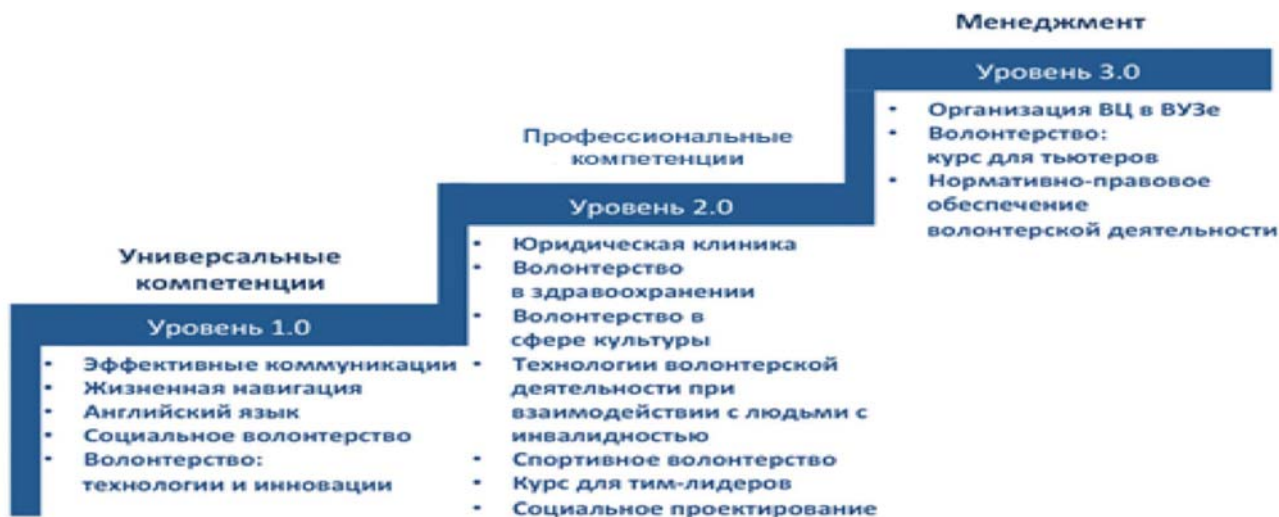 Универсальные
компетенции
Уровень 1.0
• Эффективные коммуникации
• Жизненная навигация
• Английский язык
• Социальное волонтерство
• Волонтерство:
технологии и инновации
Профессиональные
компетенции
Уровень 2.0
• Юридическая клиника
• Волонтерство
в здравоохранении
• Волонтерство в
сфере культуры
• Технологии волонтерской
деятельности при
взаимодействии с людьми с
инвалидностью
• Спортивное волонтерство
• Курс для тим-лидеров
• Социальное проектирование
Менеджмент
Уровень 3.0
• Организация ВЦ в ВУЗе
• Волонтерство:
курс для тьютеров
• Нормативно-правовое
обеспечение
волонтерской деятельности